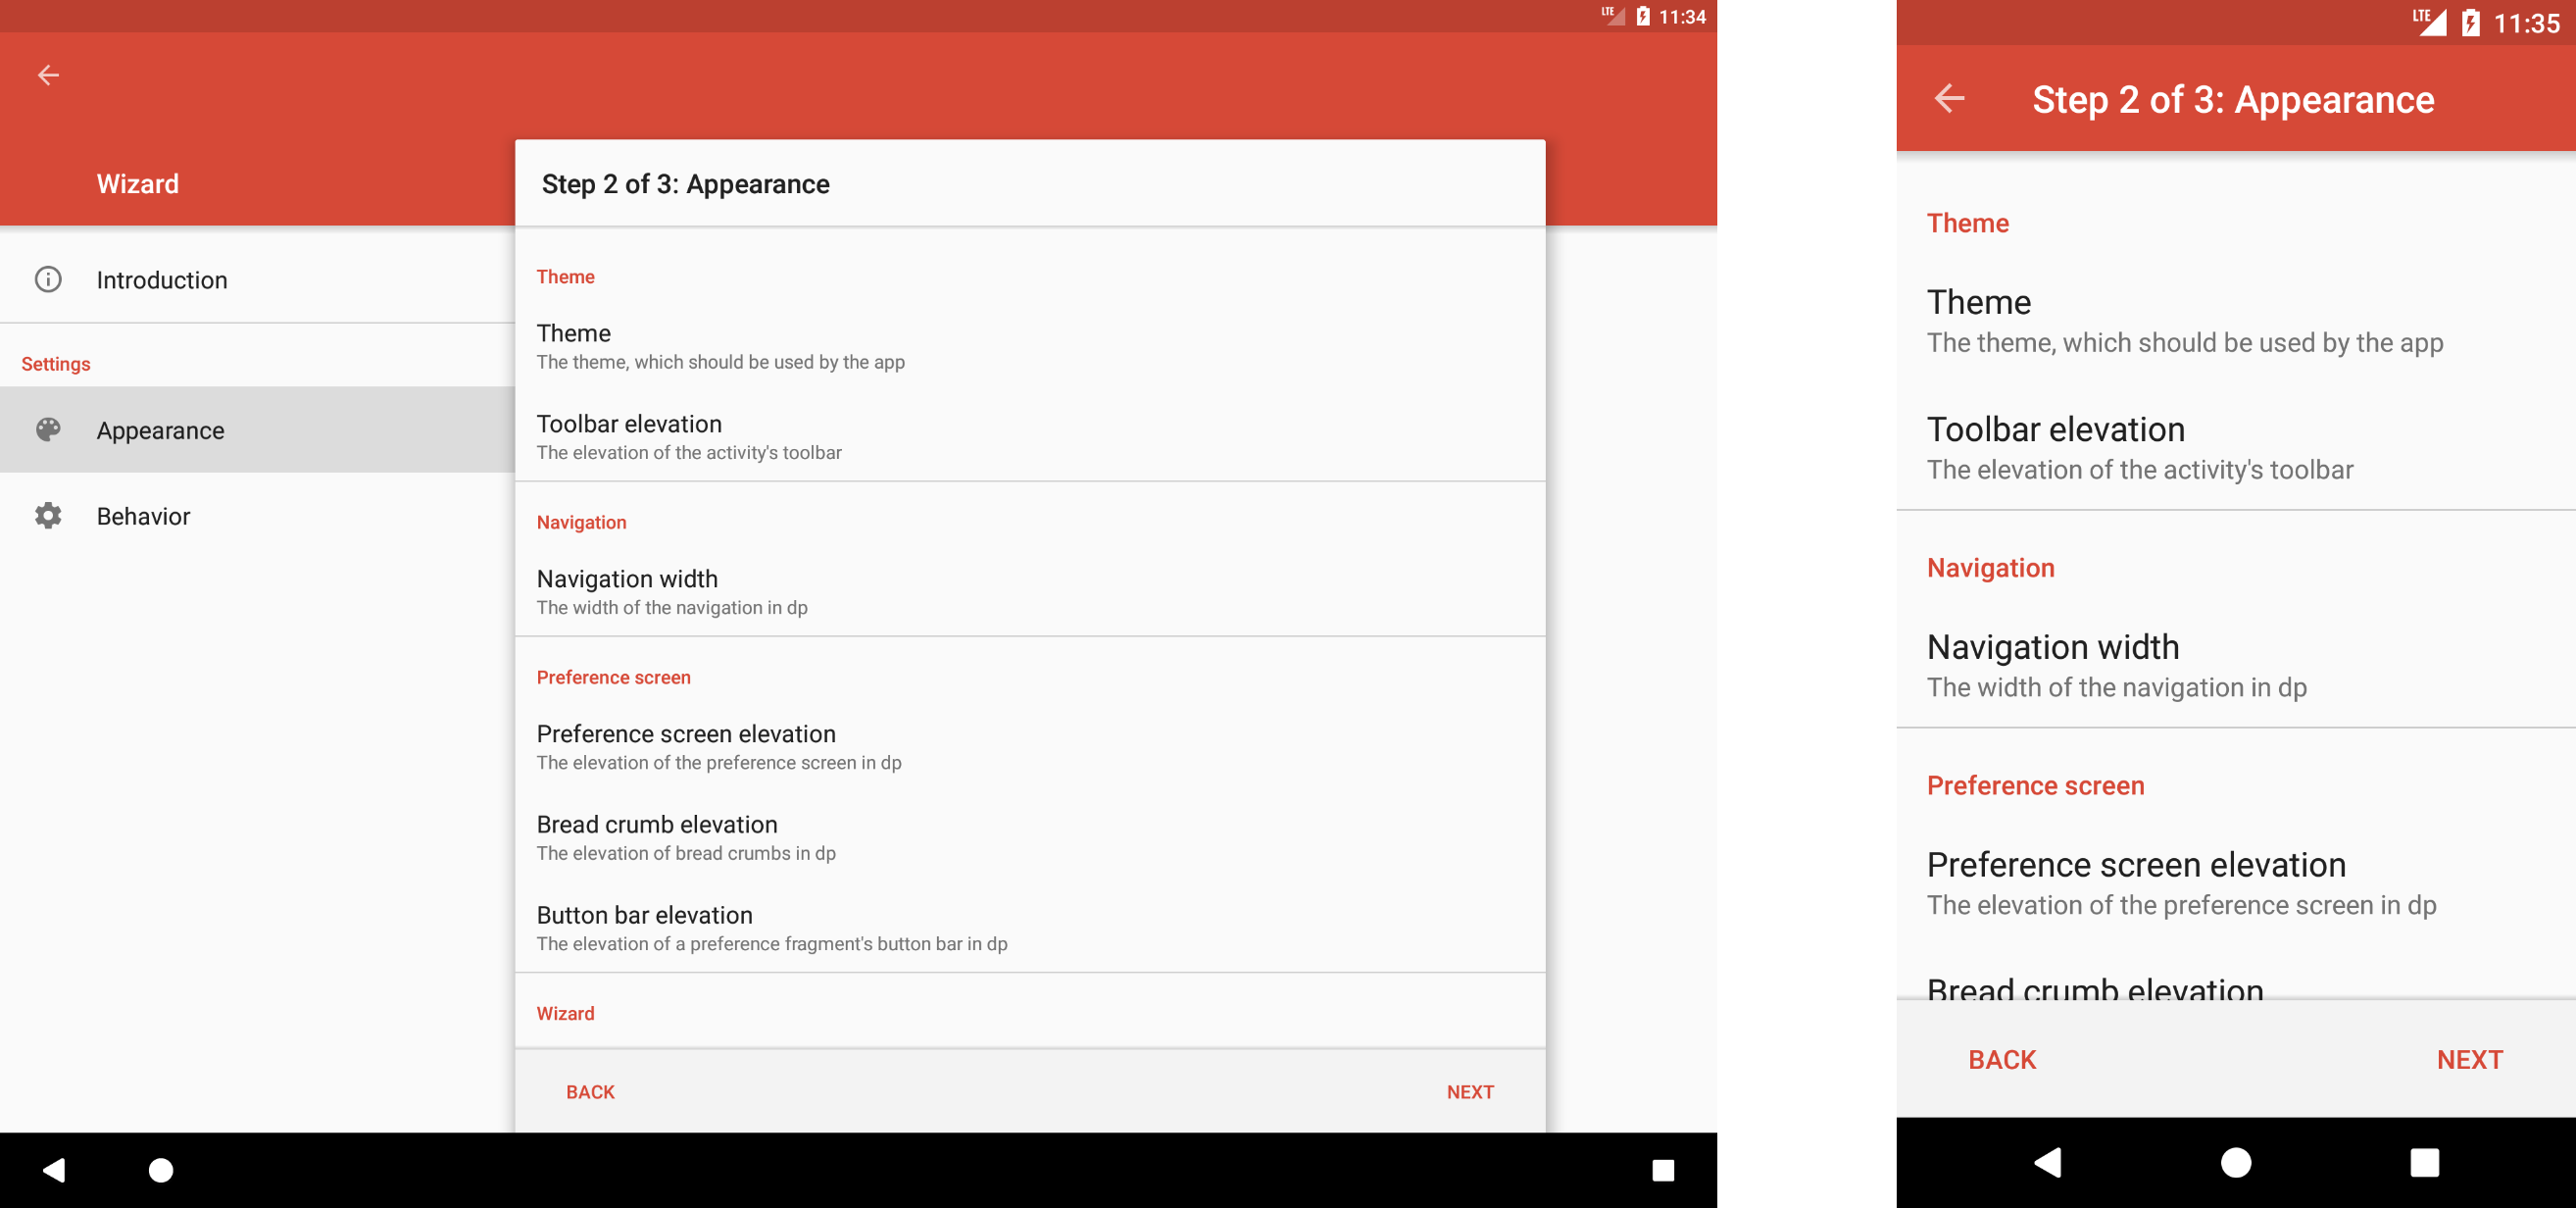 LTE 11:34
Wizard
Introduction
Settings
Appearance
Behavior
Step 2 of 3: Appearance
Theme
Theme
The theme, which should be used by the app
Toolbar elevation
The elevation of the activity's toolbar
Navigation
Navigation width
The width of the navigation in dp
Preference screen
Preference screen elevation
The elevation of the preference screen in dp
Bread crumb elevation
The elevation of bread crumbs in dp
Button bar elevation
The elevation of a preference fragment's button bar in dp
Wizard
BACK NEXT
LTE 11:35
Step 2 of 3: Appearance
Theme
Theme
The theme, which should be used by the app
Toolbar elevation
The elevation of the activity's toolbar
Navigation
Navigation width
The width of the navigation in dp
Preference screen
Preference screen elevation
The elevation of the preference screen in dp
Bread crumb elevation
BACK NEXT